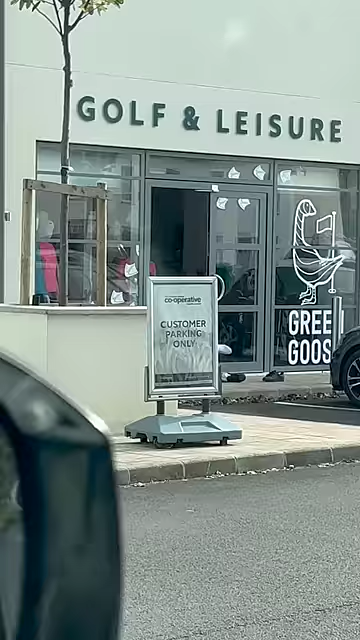 GOLF & LEISURE
co-operative
CUSTOMER
PARKING
ONLY
GREE
GOOS